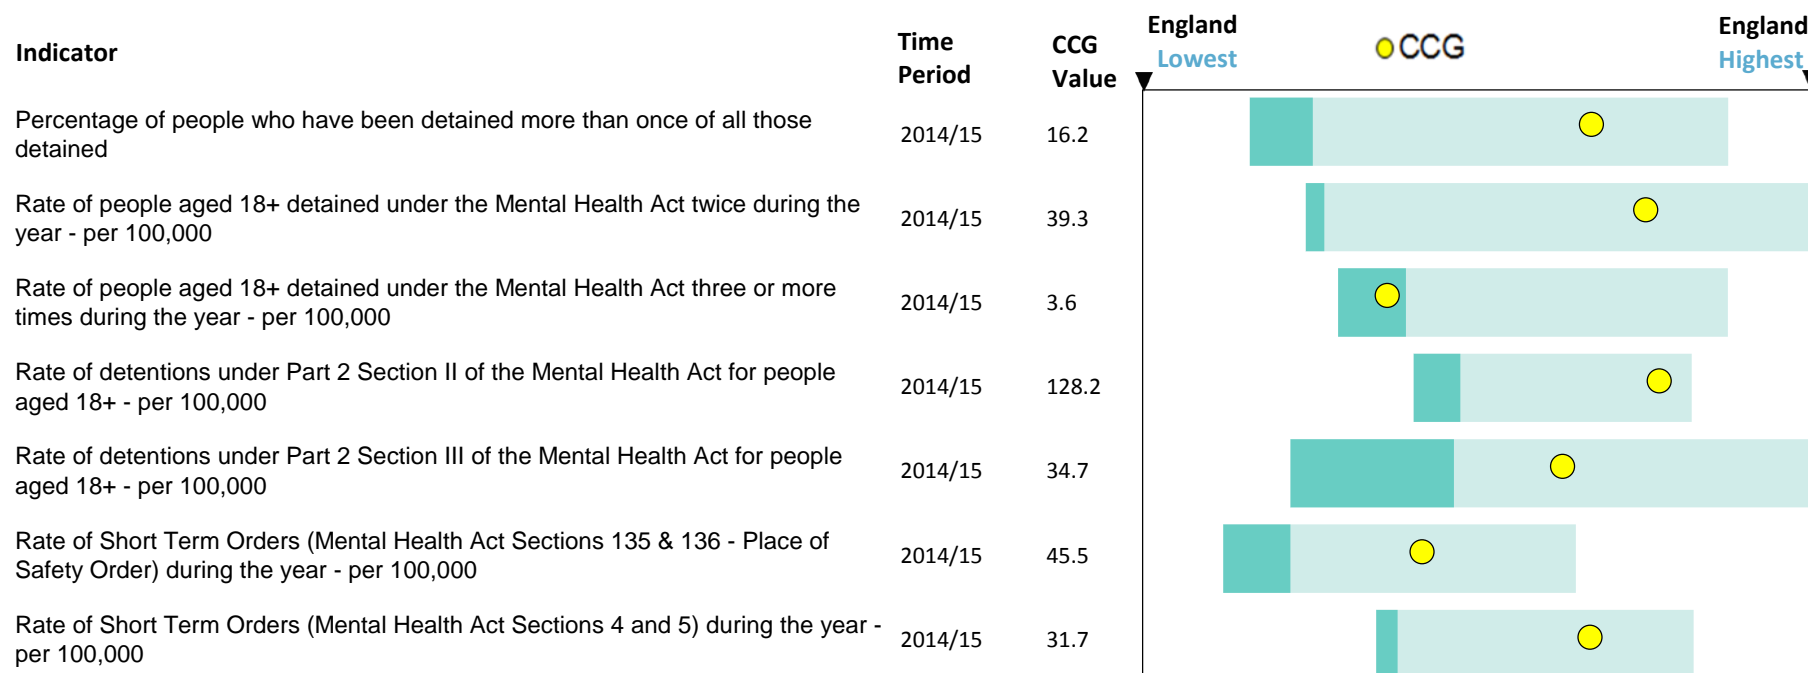 Indicator
Time Period
CCG Value
England Lowest
CCG
England Highest
Percentage of people who have been detained more than once of all those
detained
2014/15
16.2
Rate of people aged 18+ detained under the Mental Health Act twice during the
year - per 100,000
2014/15
39.3
Rate of people aged 18+ detained under the Mental Health Act three or more
times during the year - per 100,000
2014/15
3.6
Rate of detentions under Part 2 Section II of the Mental Health Act for people
aged 18+ - per 100,000
2014/15
128.2
Rate of detentions under Part 2 Section III of the Mental Health Act for people
aged 18+ - per 100,000
2014/15
34.7
Rate of Short Term Orders (Mental Health Act Sections 135 & 136 - Place of
Safety Order) during the year - per 100,000
2014/15
45.5
Rate of Short Term Orders (Mental Health Act Sections 4 and 5) during the year -
per 100,000
2014/15
31.7